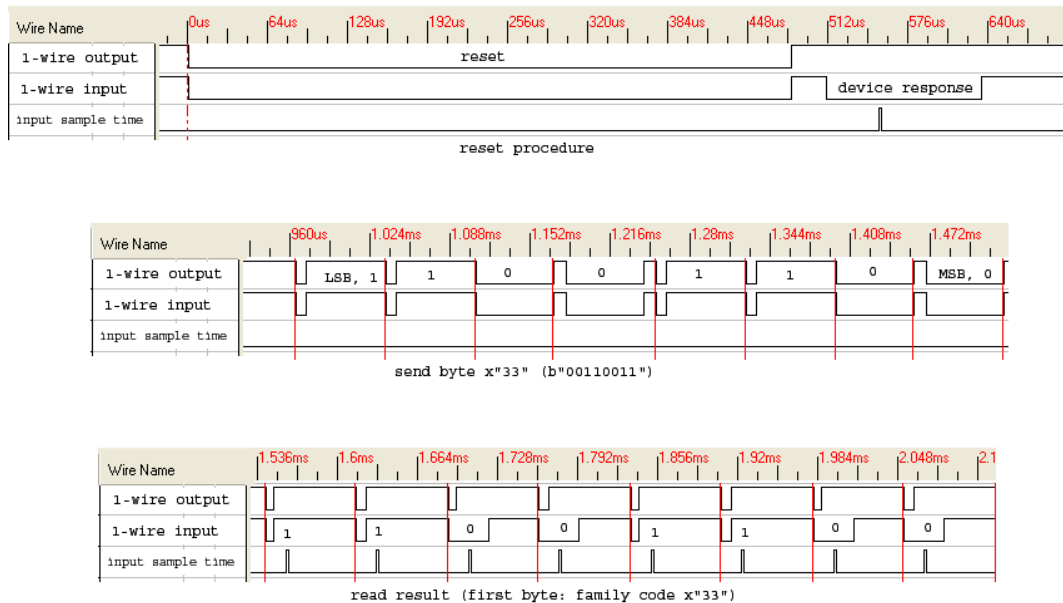 Wire Name 0us 64us 128us 192us 256us 320us 384us 448us 512us 576us 640us
1-wire output reset
1-wire input device response
input sample time
reset procedure
Wire Name 960us 1.024ms 1.088ms 1.152ms 1.216ms 1.28ms 1.344ms 1.408ms 1.472ms
1-wire output LSB, 1 1 0 0 1 1 0 MSB, 0
1-wire input
input sample time
send byte x"33" (b"00110011")
Wire Name 1.536ms 1.6ms 1.664ms 1.728ms 1.792ms 1.856ms 1.92ms 1.984ms 2.048ms 2.1
1-wire output
1-wire input 1 1 0 0 1 1 0 0
input sample time
read result (first byte: family code x"33")